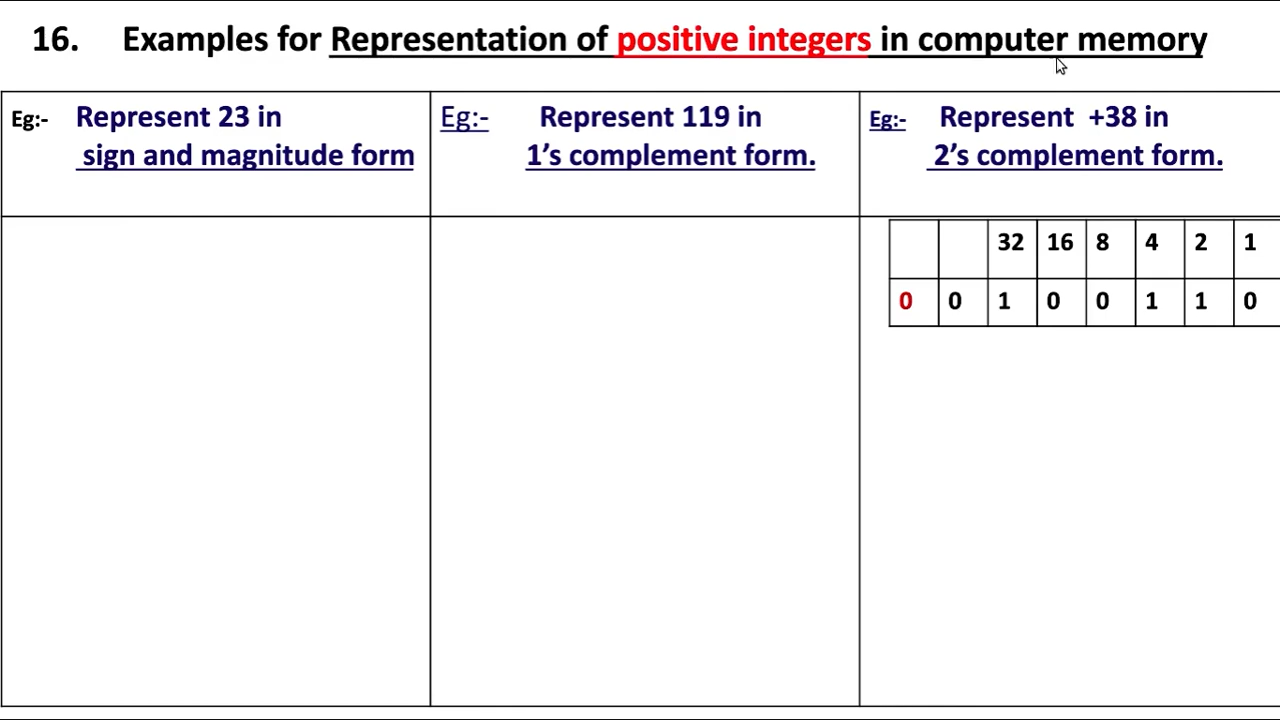 16. Examples for Representation of positive integers in computer memory
Eg:- Represent 23 in
sign and magnitude form
Eg:- Represent 119 in
1’s complement form.
Eg:- Represent +38 in
2’s complement form.
32 16 8 4 2 1
0 0 1 0 0 1 1 0